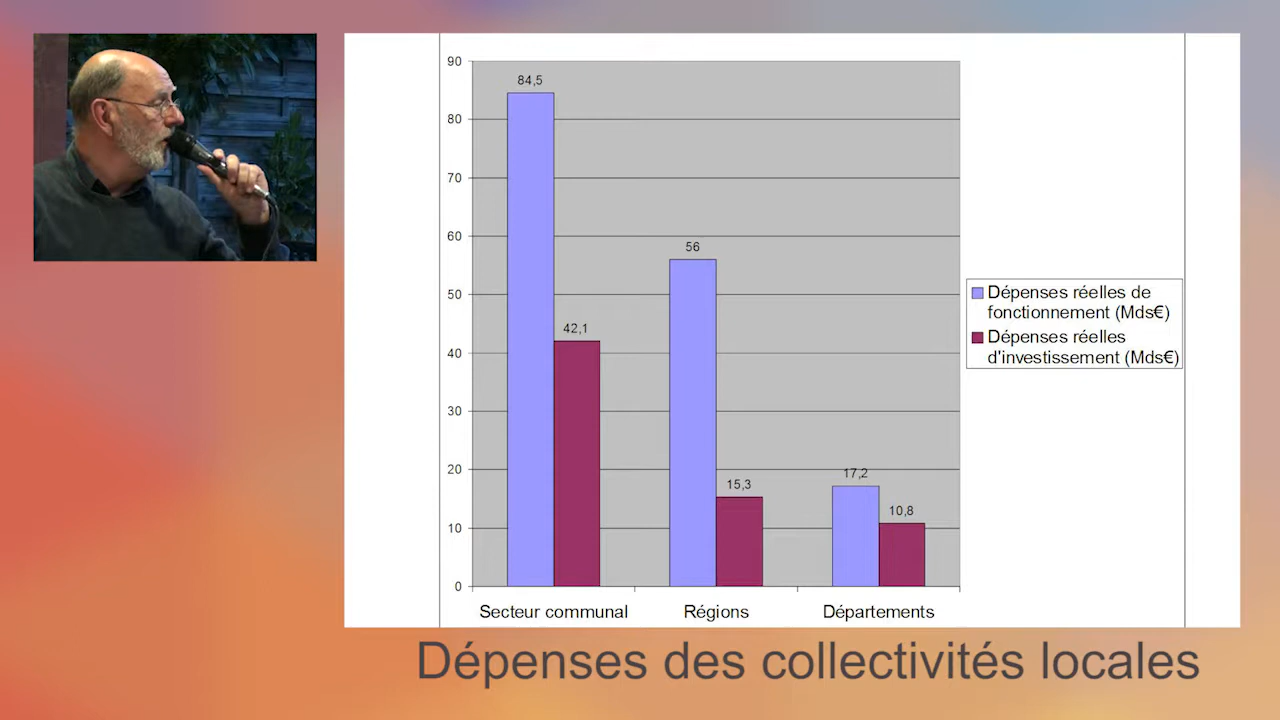 90
80
70
60
50
40
30
20
10
0
84,5
42,1
56
15,3
17,2
10,8
Secteur communal
Régions
Départements
Dépenses réelles de
fonctionnement (Mds€)
Dépenses réelles
d'investissement (Mds€)
Dépenses des collectivités locales